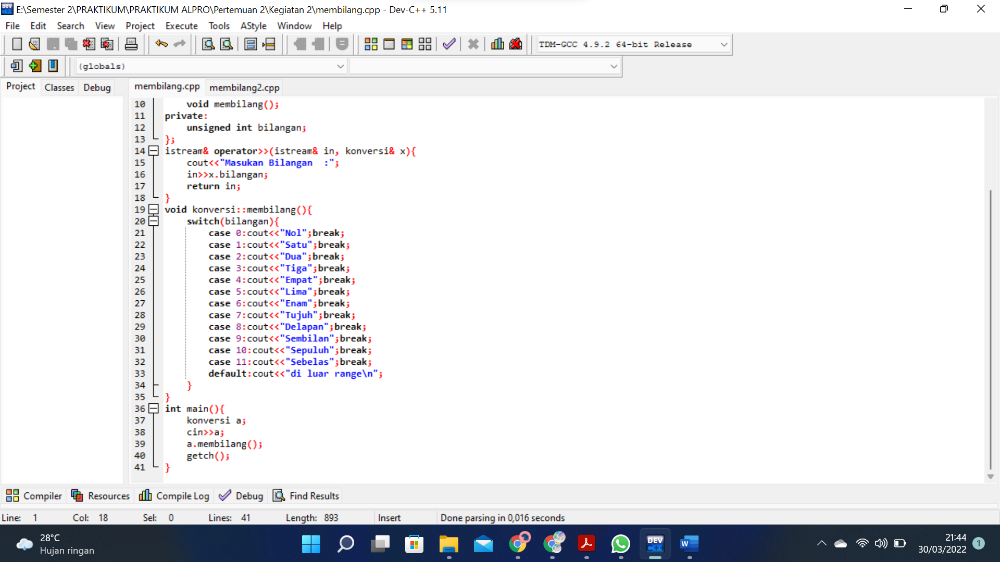 E:\Semester 2\PRAKTIKUM\PRAKTIKUM ALPRO\Pertemuan 2\Kegiatan 2\membilang.cpp - Dev-C++ 5.11
File Edit Search View Project Execute Tools AStyle Window Help
TDM-GCC 4.9.2 64-bit Release
(globals)
Project Classes Debug membilang.cpp membilang2.cpp
10 void membilang();
11 private:
12 unsigned int bilangan;
13 };
14 istream& operator>>(istream& in, konversi& x){
15 cout<<"Masukan Bilangan  :";
16 in>>x.bilangan;
17 return in;
18 }
19 void konversi::membilang(){
20 switch(bilangan){
21 case 0:cout<<"Nol";break;
22 case 1:cout<<"Satu";break;
23 case 2:cout<<"Dua";break;
24 case 3:cout<<"Tiga";break;
25 case 4:cout<<"Empat";break;
26 case 5:cout<<"Lima";break;
27 case 6:cout<<"Enam";break;
28 case 7:cout<<"Tujuh";break;
29 case 8:cout<<"Delapan";break;
30 case 9:cout<<"Sembilan";break;
31 case 10:cout<<"Sepuluh";break;
32 case 11:cout<<"Sebelas";break;
33 default:cout<<"di luar range\n";
34 }
35 }
36 int main(){
37 konversi a;
38 cin>>a;
39 a.membilang();
40 getch();
41 }
Compiler Resources Compile Log Debug Find Results
Line: 1 Col: 18 Sel: 0 Lines: 41 Length: 893 Insert Done parsing in 0,016 seconds
28°C
Hujan ringan
DEV C++
W
21:44
30/03/2022
1